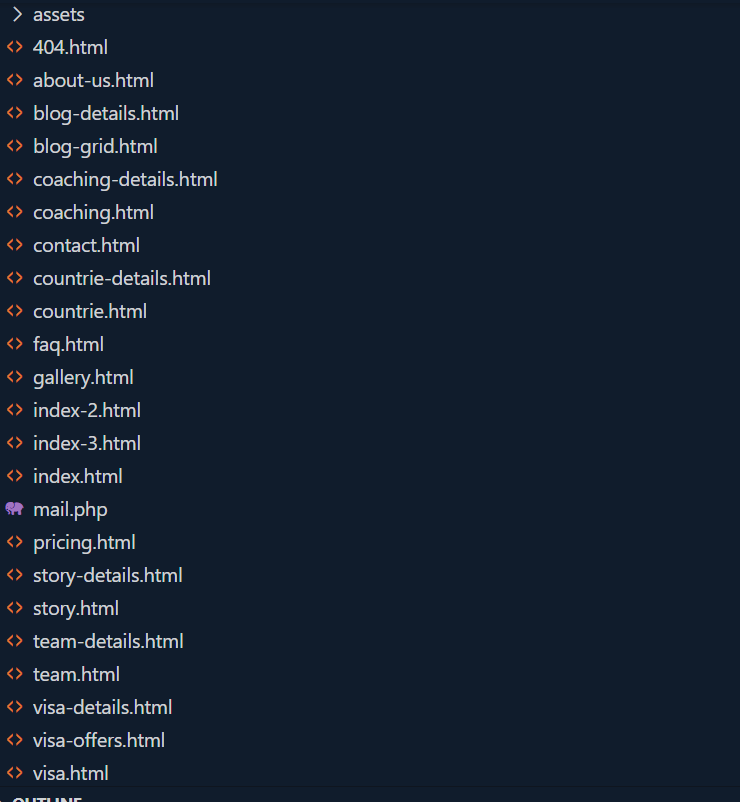 assets
404.html
about-us.html
blog-details.html
blog-grid.html
coaching-details.html
coaching.html
contact.html
countrie-details.html
countrie.html
faq.html
gallery.html
index-2.html
index-3.html
index.html
mail.php
pricing.html
story-details.html
story.html
team-details.html
team.html
visa-details.html
visa-offers.html
visa.html
OUTLINE